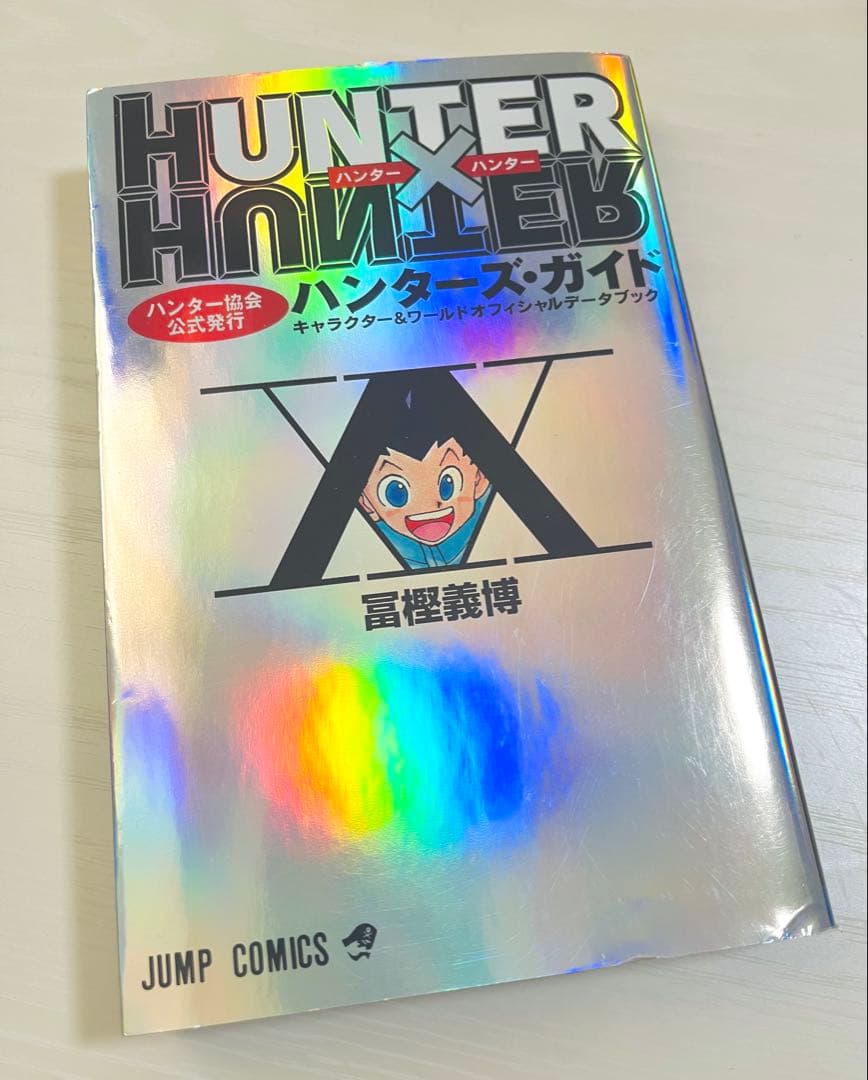 HUNTER
ハンター×ハンター
HUNTER
ハンター協会
公式発行
ハンターズ・ガイド
キャラクター&ワールドオフィシャルデータブック
冨樫義博
JUMP COMICS